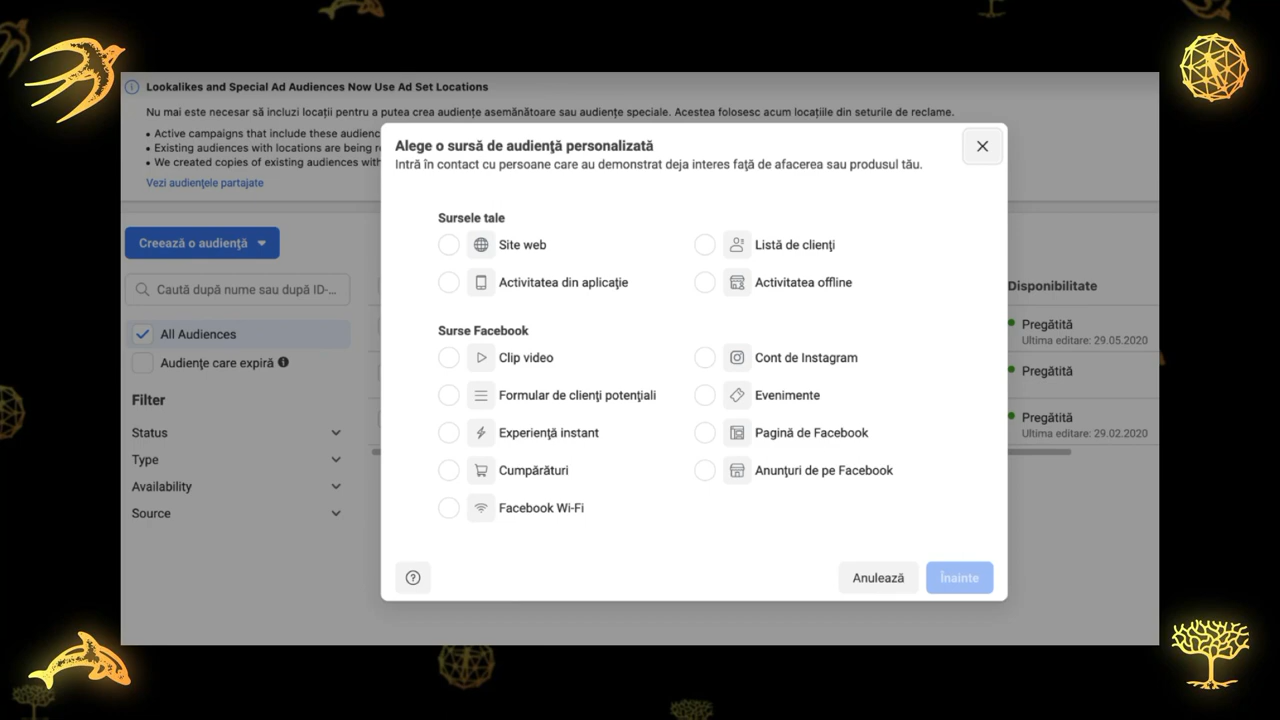 Lookalikes and Special Ad Audiences Now Use Ad Set Locations
Nu mai este necesar să incluzi locații pentru a putea crea audiențe asemănătoare sau audiențe speciale. Acestea folosesc acum locațiile din seturile de reclame.
• Active campaigns that include these audienc
• Existing audiences with locations are being r
• We created copies of existing audiences with
Vezi audiențele partajate
Alege o sursă de audiență personalizată
Intră în contact cu persoane care au demonstrat deja interes față de afacerea sau produsul tău.
Sursele tale
Site web
Listă de clienți
Activitatea din aplicație
Activitatea offline
Surse Facebook
Clip video
Cont de Instagram
Formular de clienți potențiali
Evenimente
Experiență instant
Pagină de Facebook
Cumpărături
Anunțuri de pe Facebook
Facebook Wi-Fi
Anulează
Înainte
Creează o audiență
Caută după nume sau după ID-...
All Audiences
Audiențe care expiră
Filter
Status
Type
Availability
Source
Disponibilitate
Pregătită
Ultima editare: 29.05.2020
Pregătită
Pregătită
Ultima editare: 29.02.2020